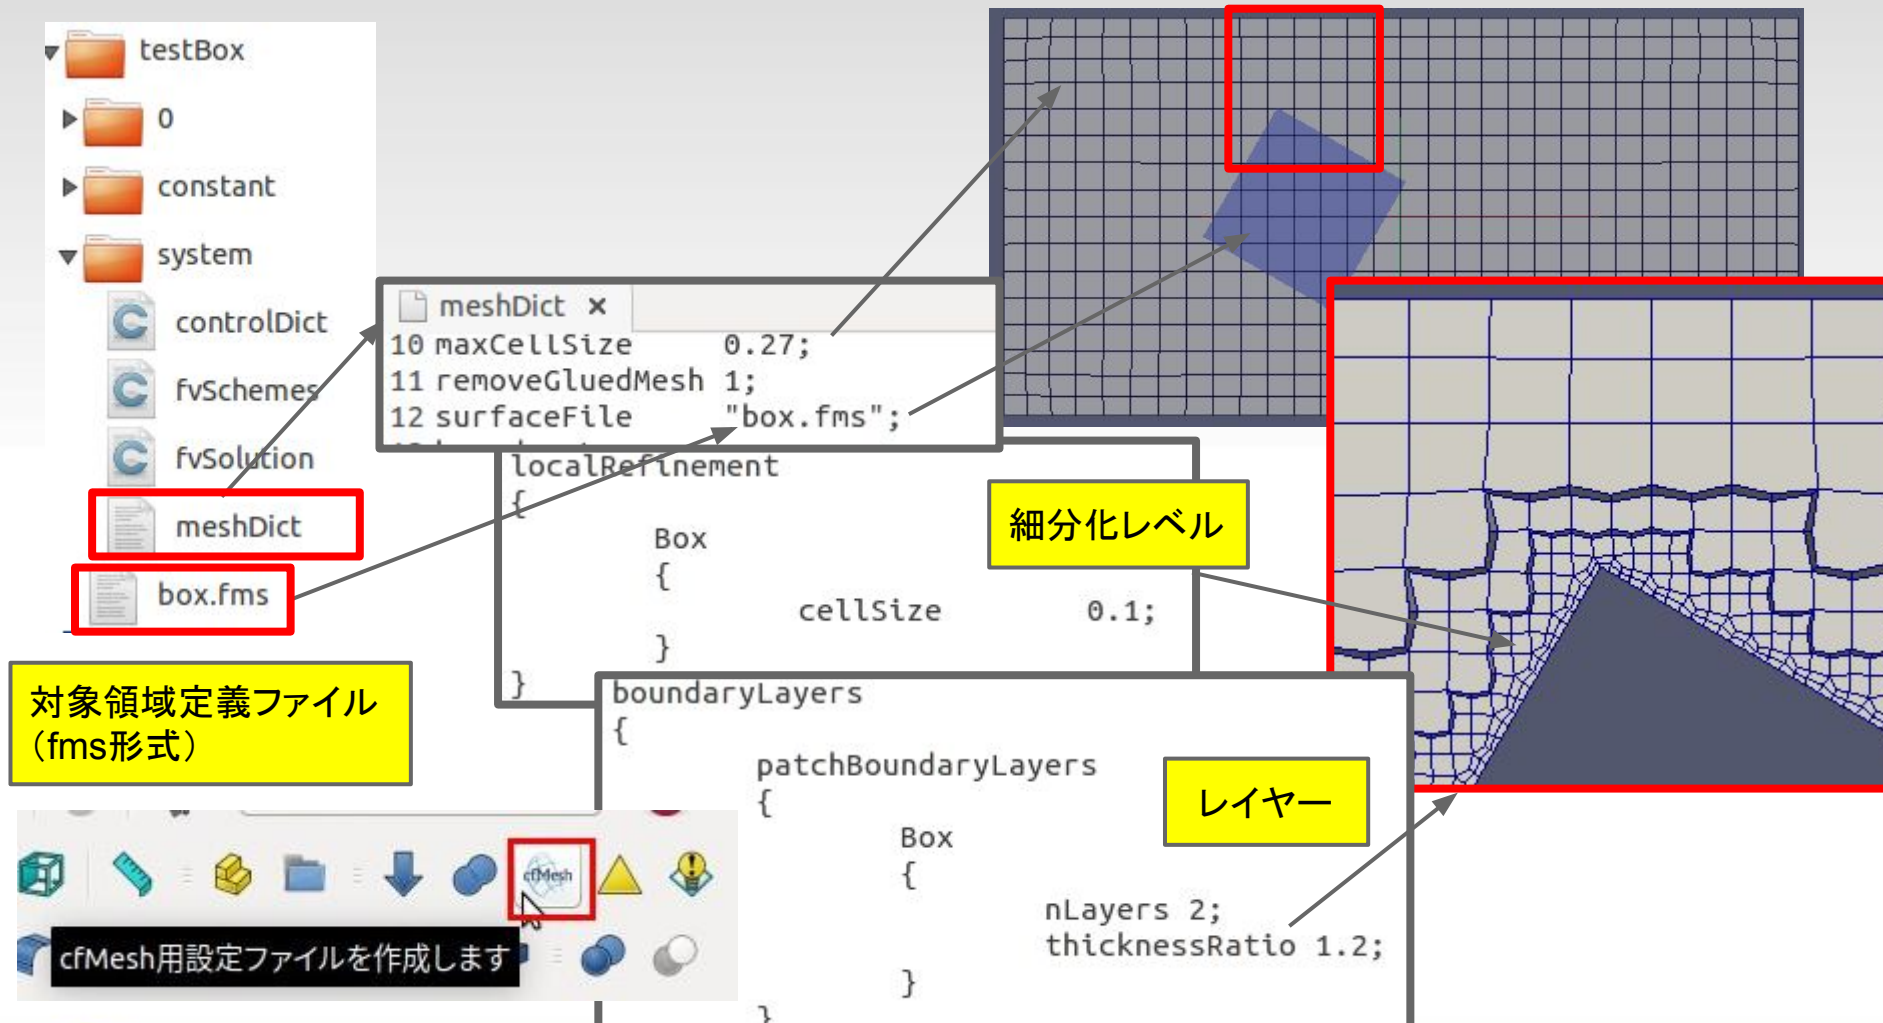 testBox
0
constant
system
controlDict
fvSchemes
fvSolution
meshDict
box.fms
対象領域定義ファイル
（fms形式）
meshDict ×
10 maxCellSize 0.27;
11 removeGluedMesh 1;
12 surfaceFile "box.fms";
localRefinement
{
Box
{
cellSize 0.1;
}
}
細分化レベル
boundaryLayers
{
patchBoundaryLayers
{
Box
{
nLayers 2;
thicknessRatio 1.2;
}
}
レイヤー
cfMesh
cfMesh用設定ファイルを作成します